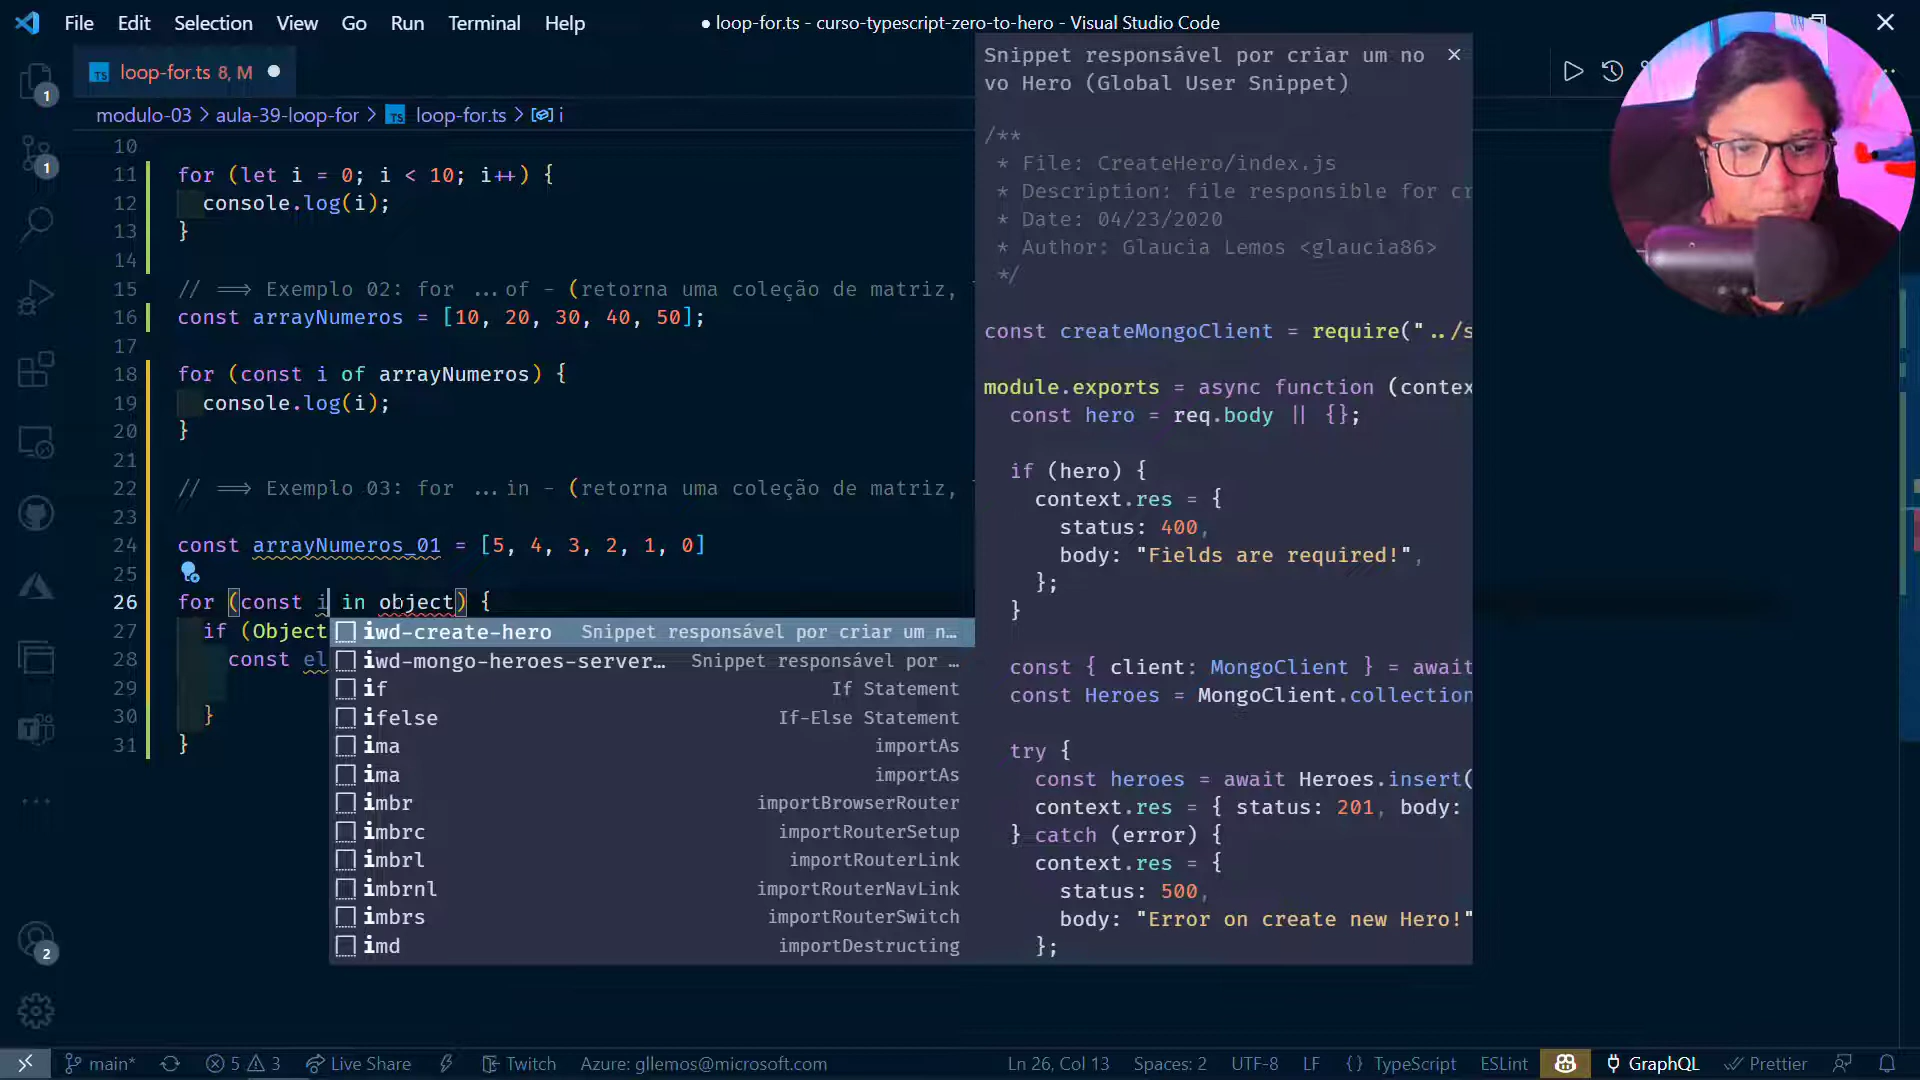 File Edit Selection View Go Run Terminal Help
● loop-for.ts - curso-typescript-zero-to-hero - Visual Studio Code
TS loop-for.ts 8, M
modulo-03 > aula-39-loop-for > TS loop-for.ts > i
10
11 for (let i = 0; i < 10; i++) {
12 console.log(i);
13 }
14
15 // ==> Exemplo 02: for ...of - (retorna uma coleção de matriz,
16 const arrayNumeros = [10, 20, 30, 40, 50];
17
18 for (const i of arrayNumeros) {
19 console.log(i);
20 }
21
22 // ==> Exemplo 03: for ...in - (retorna uma coleção de matriz,
23
24 const arrayNumeros_01 = [5, 4, 3, 2, 1, 0]
25
26 for (const i in object) {
27 if (Object
28 const el
29
30 }
31 }
iwd-create-hero Snippet responsável por criar um n…
iwd-mongo-heroes-server… Snippet responsável por …
if If Statement
ifelse If-Else Statement
ima importAs
ima importAs
imbr importBrowserRouter
imbrc importRouterSetup
imbrl importRouterLink
imbrnl importRouterNavLink
imbrs importRouterSwitch
imd importDestructing
Snippet responsável por criar um no
vo Hero (Global User Snippet)
/**
* File: CreateHero/index.js
* Description: file responsible for cr
* Date: 04/23/2020
* Author: Glaucia Lemos <glaucia86>
*/
const createMongoClient = require("../s
module.exports = async function (contex
const hero = req.body || {};
if (hero) {
context.res = {
status: 400,
body: "Fields are required!",
};
}
const { client: MongoClient } = await
const Heroes = MongoClient.collection
try {
const heroes = await Heroes.insert(
context.res = { status: 201, body:
} catch (error) {
context.res = {
status: 500,
body: "Error on create new Hero!"
};
1
1
2
main* 5 3 Live Share Twitch Azure: gllemos@microsoft.com Ln 26, Col 13 Spaces: 2 UTF-8 LF {} TypeScript ESLint GraphQL Prettier